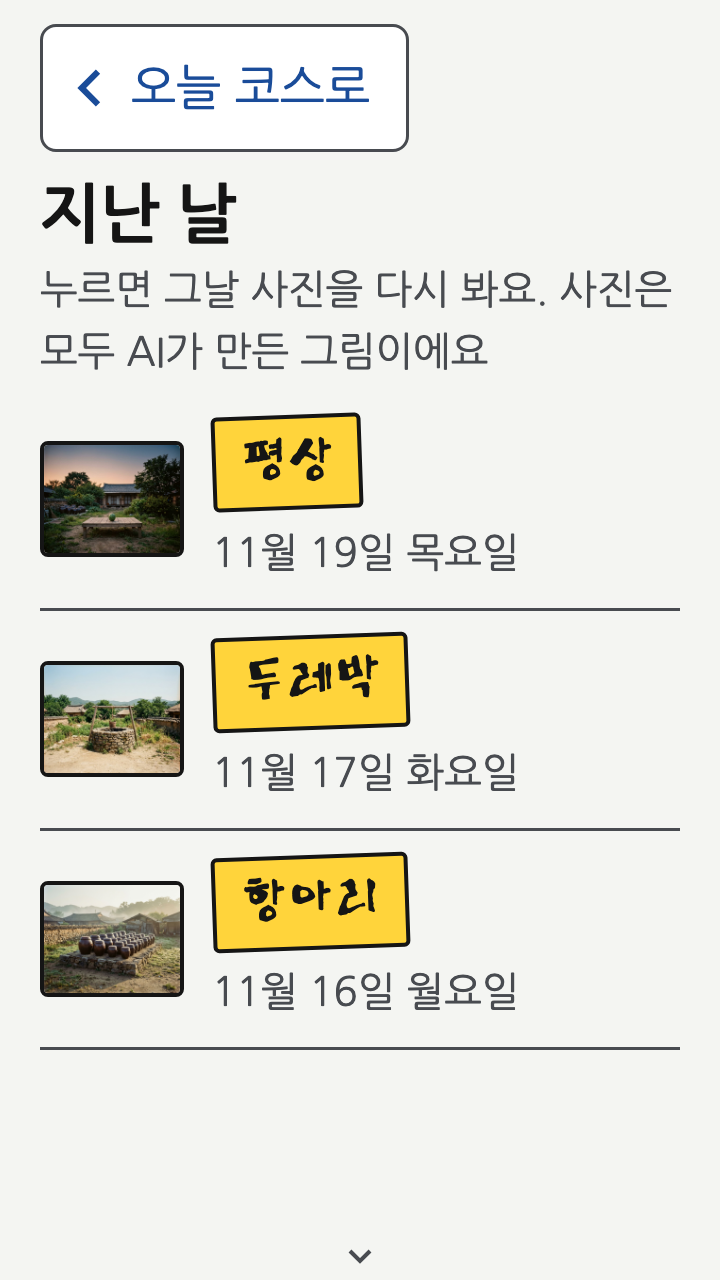 오늘 코스로
지난 날
누르면 그날 사진을 다시 봐요. 사진은
모두 AI가 만든 그림이에요
평상
11월 19일 목요일
두레박
11월 17일 화요일
항아리
11월 16일 월요일